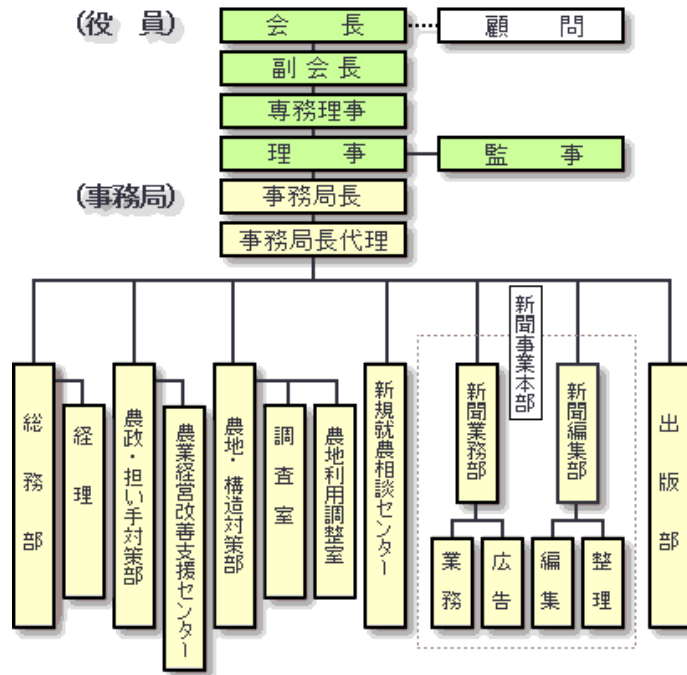 (役 員)
会 長
顧 問
副会長
専務理事
理 事
監 事
(事務局)
事務局長
事務局長代理
新聞事業本部
総務部
経理
農政・担い手対策部
農業経営改善支援センター
農地・構造対策部
調査室
農地利用調整室
新規就農相談センター
新聞業務部
業務
広告
新聞編集部
編集
整理
出版部